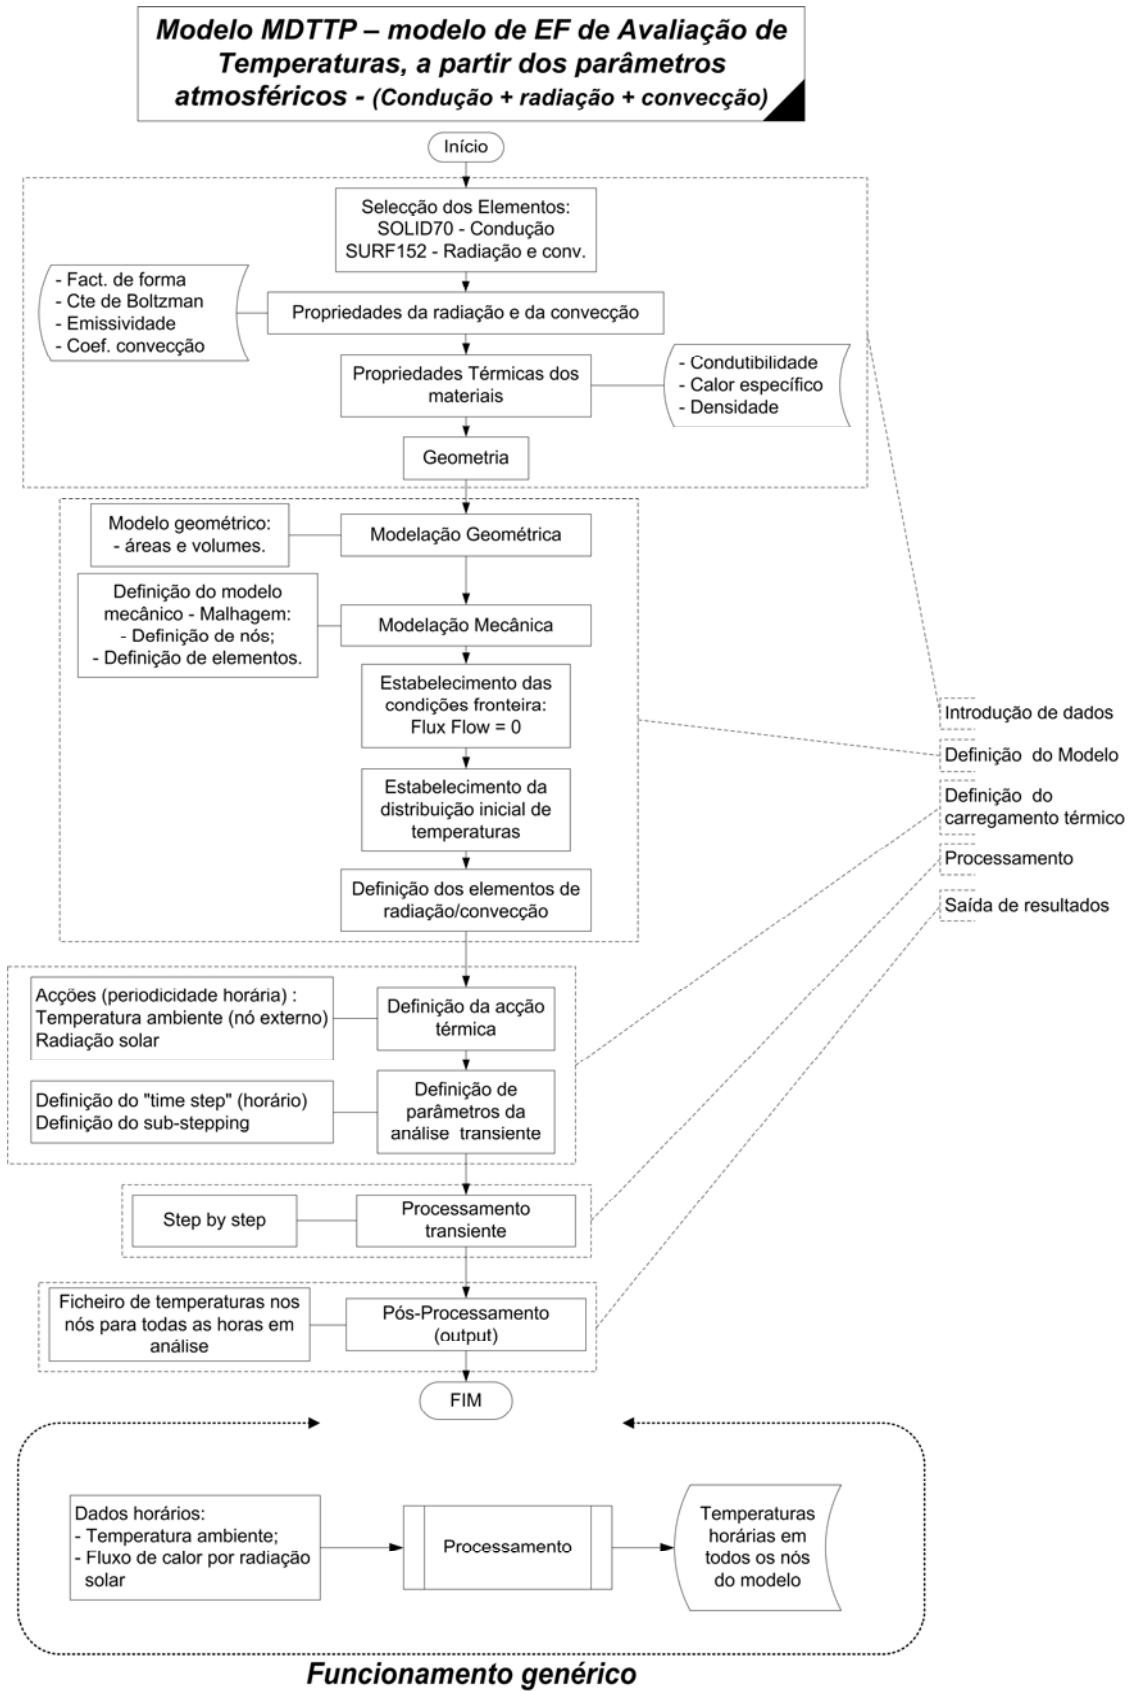 Modelo MDTTP – modelo de EF de Avaliação de
Temperaturas, a partir dos parâmetros
atmosféricos - (Condução + radiação + convecção)
Início
Selecção dos Elementos:
SOLID70 - Condução
SURF152 - Radiação e conv.
- Fact. de forma
- Cte de Boltzman
- Emissividade
- Coef. convecção
Propriedades da radiação e da convecção
Propriedades Térmicas dos
materiais
- Condutibilidade
- Calor específico
- Densidade
Geometria
Modelo geométrico:
- áreas e volumes.
Modelação Geométrica
Definição do modelo
mecânico - Malhagem:
- Definição de nós;
- Definição de elementos.
Modelação Mecânica
Estabelecimento das
condições fronteira:
Flux Flow = 0
Estabelecimento da
distribuição inicial de
temperaturas
Definição dos elementos de
radiação/convecção
Introdução de dados
Definição do Modelo
Definição do
carregamento térmico
Processamento
Saída de resultados
Acções (periodicidade horária) :
Temperatura ambiente (nó externo)
Radiação solar
Definição da acção
térmica
Definição do "time step" (horário)
Definição do sub-stepping
Definição de
parâmetros da
análise transiente
Step by step
Processamento
transiente
Ficheiro de temperaturas nos
nós para todas as horas em
análise
Pós-Processamento
(output)
FIM
Dados horários:
- Temperatura ambiente;
- Fluxo de calor por radiação
solar
Processamento
Temperaturas
horárias em
todos os nós
do modelo
Funcionamento genérico